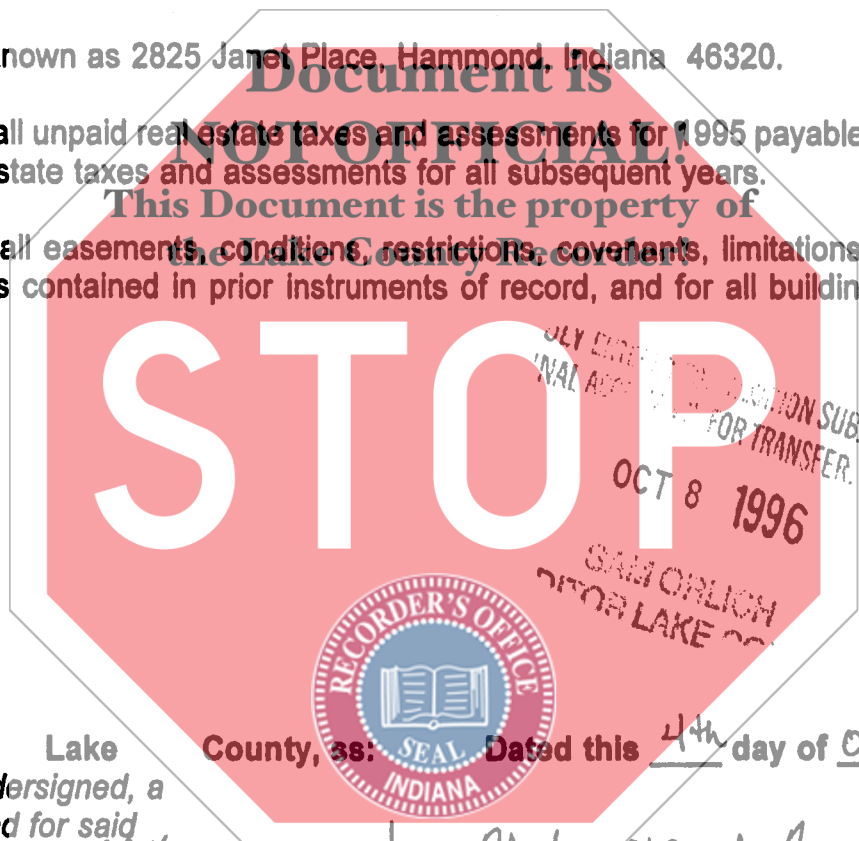 nown as 2825 Janet Place, Hammond, Indiana 46320.
Document is
all unpaid real estate taxes and assessments for 1995 payable
NOT OFFICIAL!
state taxes and assessments for all subsequent years.
This Document is the property of
all easements, conditions, restrictions, covenants, limitations
the Lake County Recorder!
s contained in prior instruments of record, and for all buildin
STOP
FOR TRANSFER.
OCT 8 1996
SAM ORLICH
LAKE
RECORDER'S OFFICE
SEAL
INDIANA
Lake County, ss: Dated this 4th day of
dersigned, a
d for said